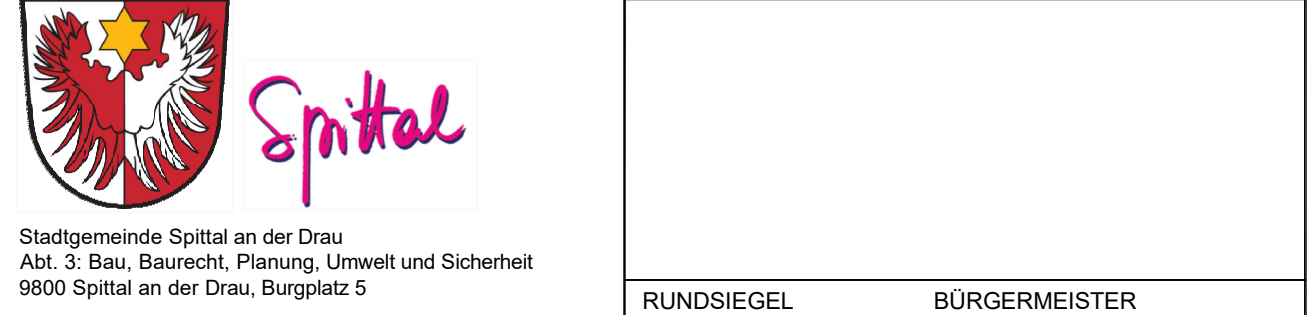 Spittal
Stadtgemeinde Spittal an der Drau
Abt. 3: Bau, Baurecht, Planung, Umwelt und Sicherheit
9800 Spittal an der Drau, Burgplatz 5
RUNDSIEGEL BÜRGERMEISTER